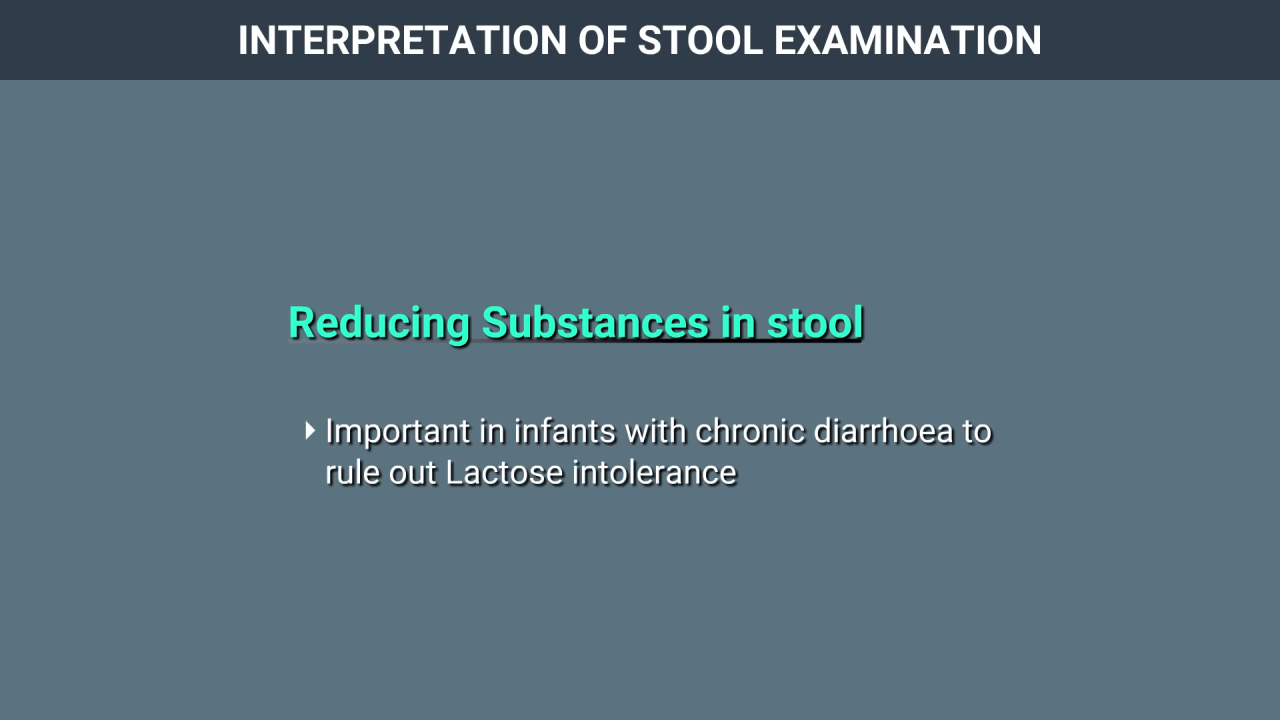 INTERPRETATION OF STOOL EXAMINATION
Reducing Substances in stool
Important in infants with chronic diarrhoea to
rule out Lactose intolerance